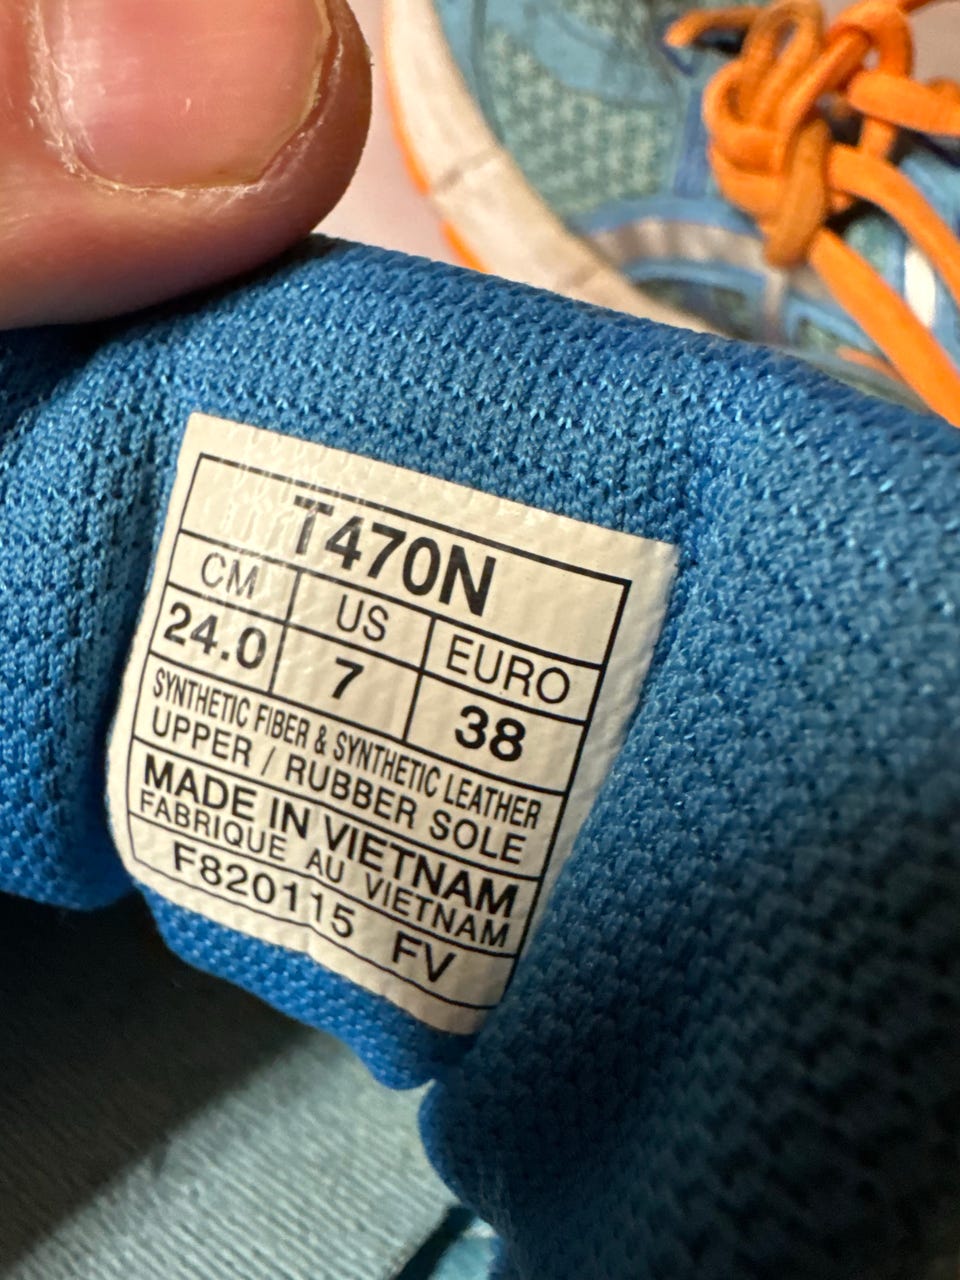 T470N
CM US EURO
24.0 7 38
SYNTHETIC FIBER & SYNTHETIC LEATHER
UPPER / RUBBER SOLE
MADE IN VIETNAM
FABRIQUE AU VIETNAM
F820115 FV